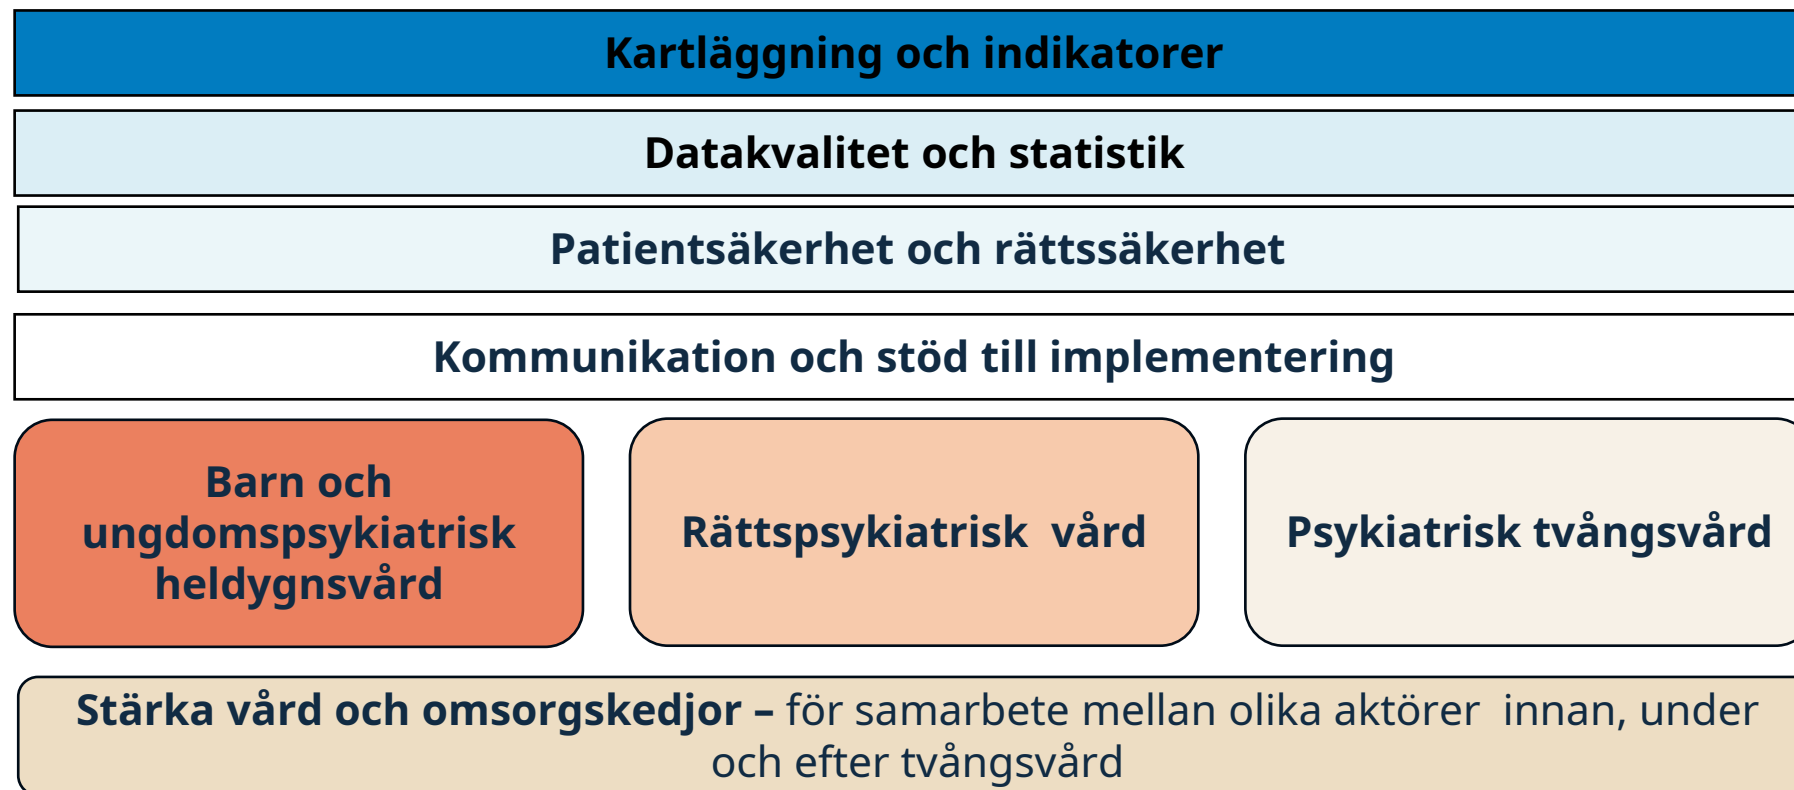 Kartläggning och indikatorer
Datakvalitet och statistik
Patientsäkerhet och rättssäkerhet
Kommunikation och stöd till implementering
Barn och
ungdomspsykiatrisk
heldygnsvård
Rättspsykiatrisk  vård
Psykiatrisk tvångsvård
Stärka vård och omsorgskedjor – för samarbete mellan olika aktörer  innan, under
och efter tvångsvård